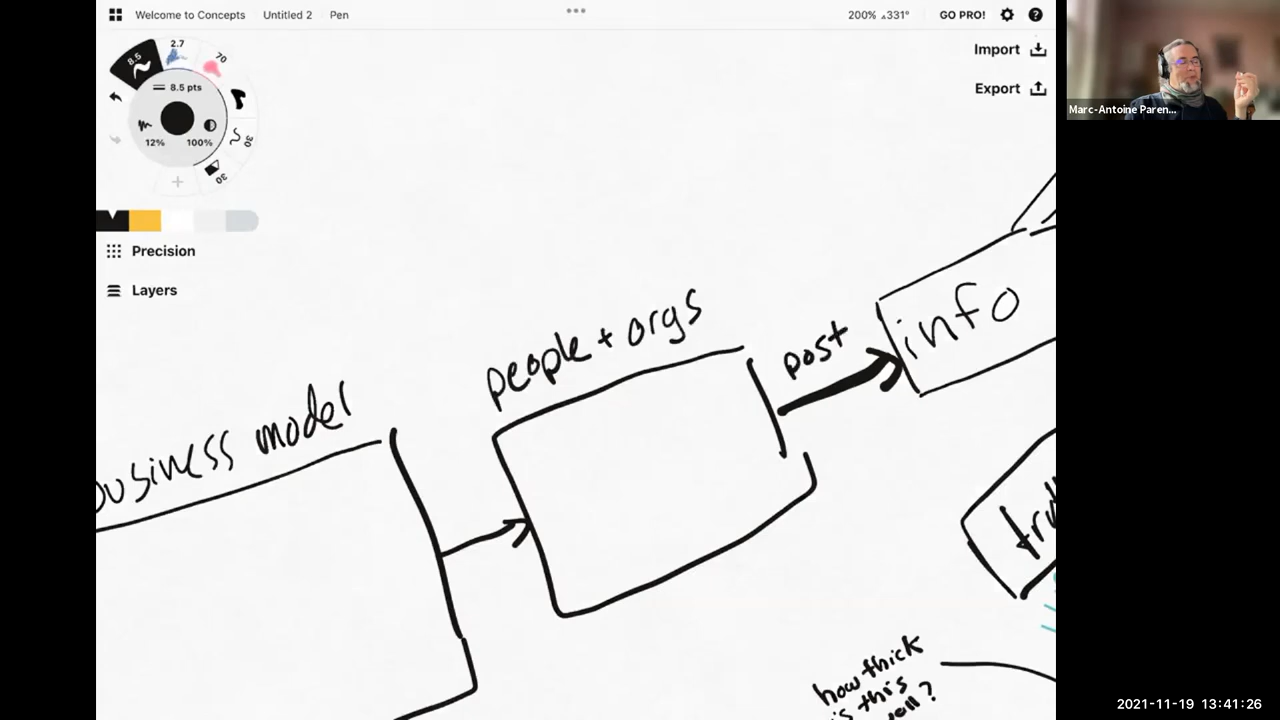 Welcome to Concepts
Untitled 2
Pen
200% 331°
GO PRO!
Import
Export
8.5
2.7
70
30
30
8.5 pts
12%
100%
Precision
Layers
Marc-Antoine Paren...
business model
people + orgs
post
info
how thick
is this
wall?
2021-11-19 13:41:26